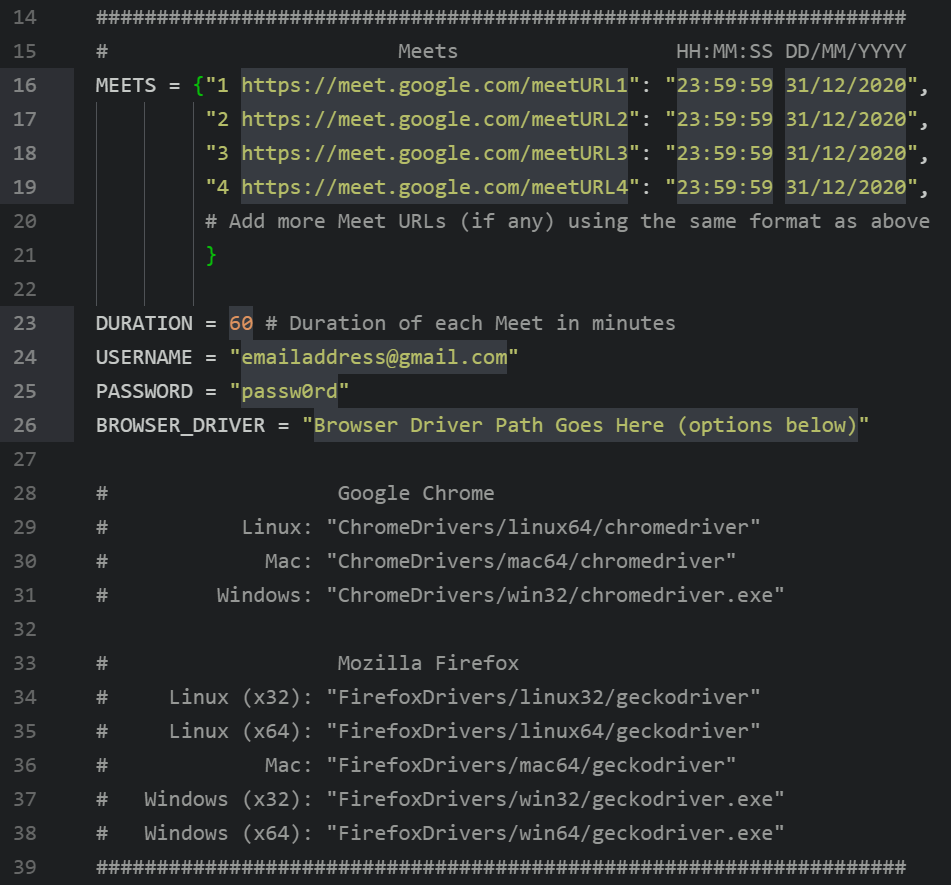 14 ###################################################################
15 #                        Meets                  HH:MM:SS DD/MM/YYYY
16 MEETS = {"1 https://meet.google.com/meetURL1": "23:59:59 31/12/2020",
17          "2 https://meet.google.com/meetURL2": "23:59:59 31/12/2020",
18          "3 https://meet.google.com/meetURL3": "23:59:59 31/12/2020",
19          "4 https://meet.google.com/meetURL4": "23:59:59 31/12/2020",
20          # Add more Meet URLs (if any) using the same format as above
21          }
22
23 DURATION = 60 # Duration of each Meet in minutes
24 USERNAME = "emailaddress@gmail.com"
25 PASSWORD = "passw0rd"
26 BROWSER_DRIVER = "Browser Driver Path Goes Here (options below)"
27
28 #                   Google Chrome
29 #           Linux: "ChromeDrivers/linux64/chromedriver"
30 #             Mac: "ChromeDrivers/mac64/chromedriver"
31 #         Windows: "ChromeDrivers/win32/chromedriver.exe"
32
33 #                   Mozilla Firefox
34 #     Linux (x32): "FirefoxDrivers/linux32/geckodriver"
35 #     Linux (x64): "FirefoxDrivers/linux64/geckodriver"
36 #             Mac: "FirefoxDrivers/mac64/geckodriver"
37 #   Windows (x32): "FirefoxDrivers/win32/geckodriver.exe"
38 #   Windows (x64): "FirefoxDrivers/win64/geckodriver.exe"
39 ###################################################################